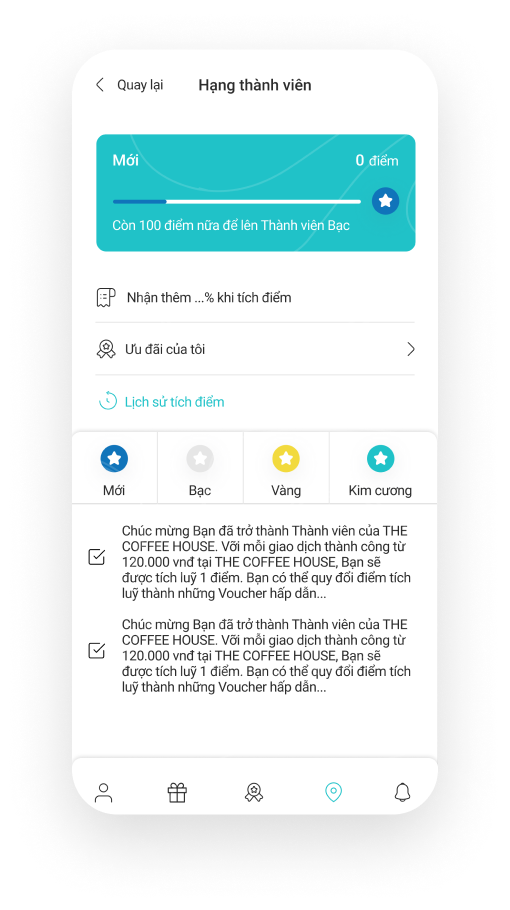 Quay lại
Hạng thành viên
Mới
0 điểm
Còn 100 điểm nữa để lên Thành viên Bạc
Nhận thêm ...% khi tích điểm
Ưu đãi của tôi
Lịch sử tích điểm
Mới
Bạc
Vàng
Kim cương
Chúc mừng Bạn đã trở thành Thành viên của THE
COFFEE HOUSE. Với mỗi giao dịch thành công từ
120.000 vnđ tại THE COFFEE HOUSE, Bạn sẽ
được tích luỹ 1 điểm. Bạn có thể quy đổi điểm tích
luỹ thành những Voucher hấp dẫn...
Chúc mừng Bạn đã trở thành Thành viên của THE
COFFEE HOUSE. Với mỗi giao dịch thành công từ
120.000 vnđ tại THE COFFEE HOUSE, Bạn sẽ
được tích luỹ 1 điểm. Bạn có thể quy đổi điểm tích
luỹ thành những Voucher hấp dẫn...